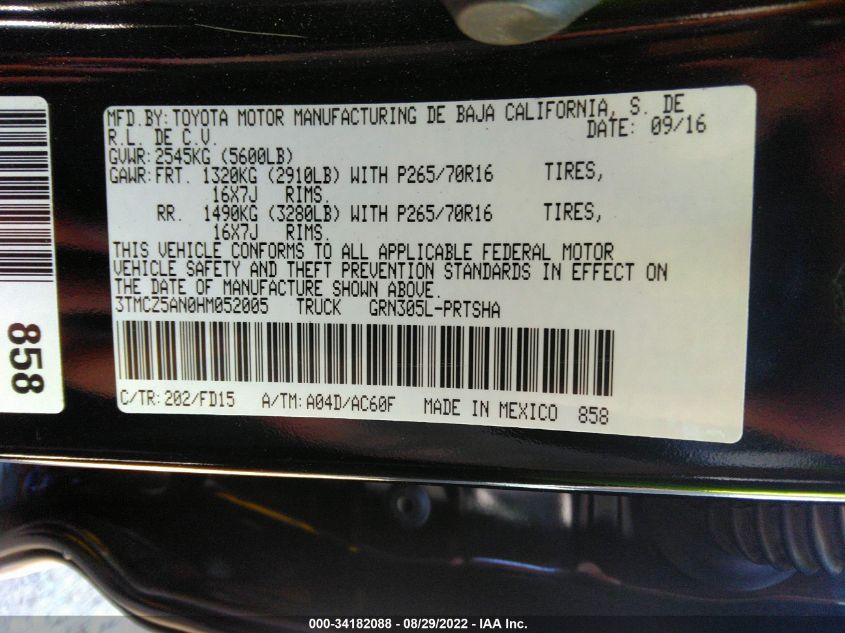 MFD.BY: TOYOTA MOTOR MANUFACTURING DE BAJA CALIFORNIA, S. DE
R.L. DE C.V.
DATE: 09/16
GVWR: 2545KG (5600LB)
GAWR: FRT. 1320KG (2910LB) WITH P265/70R16 TIRES,
16X7J RIMS.
RR. 1490KG (3280LB) WITH P265/70R16 TIRES,
16X7J RIMS.
THIS VEHICLE CONFORMS TO ALL APPLICABLE FEDERAL MOTOR
VEHICLE SAFETY AND THEFT PREVENTION STANDARDS IN EFFECT ON
THE DATE OF MANUFACTURE SHOWN ABOVE.
3TMCZ5AN0HM052005 TRUCK GRN305L-PRTSHA
C/TR: 202/FD15 A/TM: A04D/AC60F MADE IN MEXICO 858
858
000-34182088 - 08/29/2022 - IAA Inc.